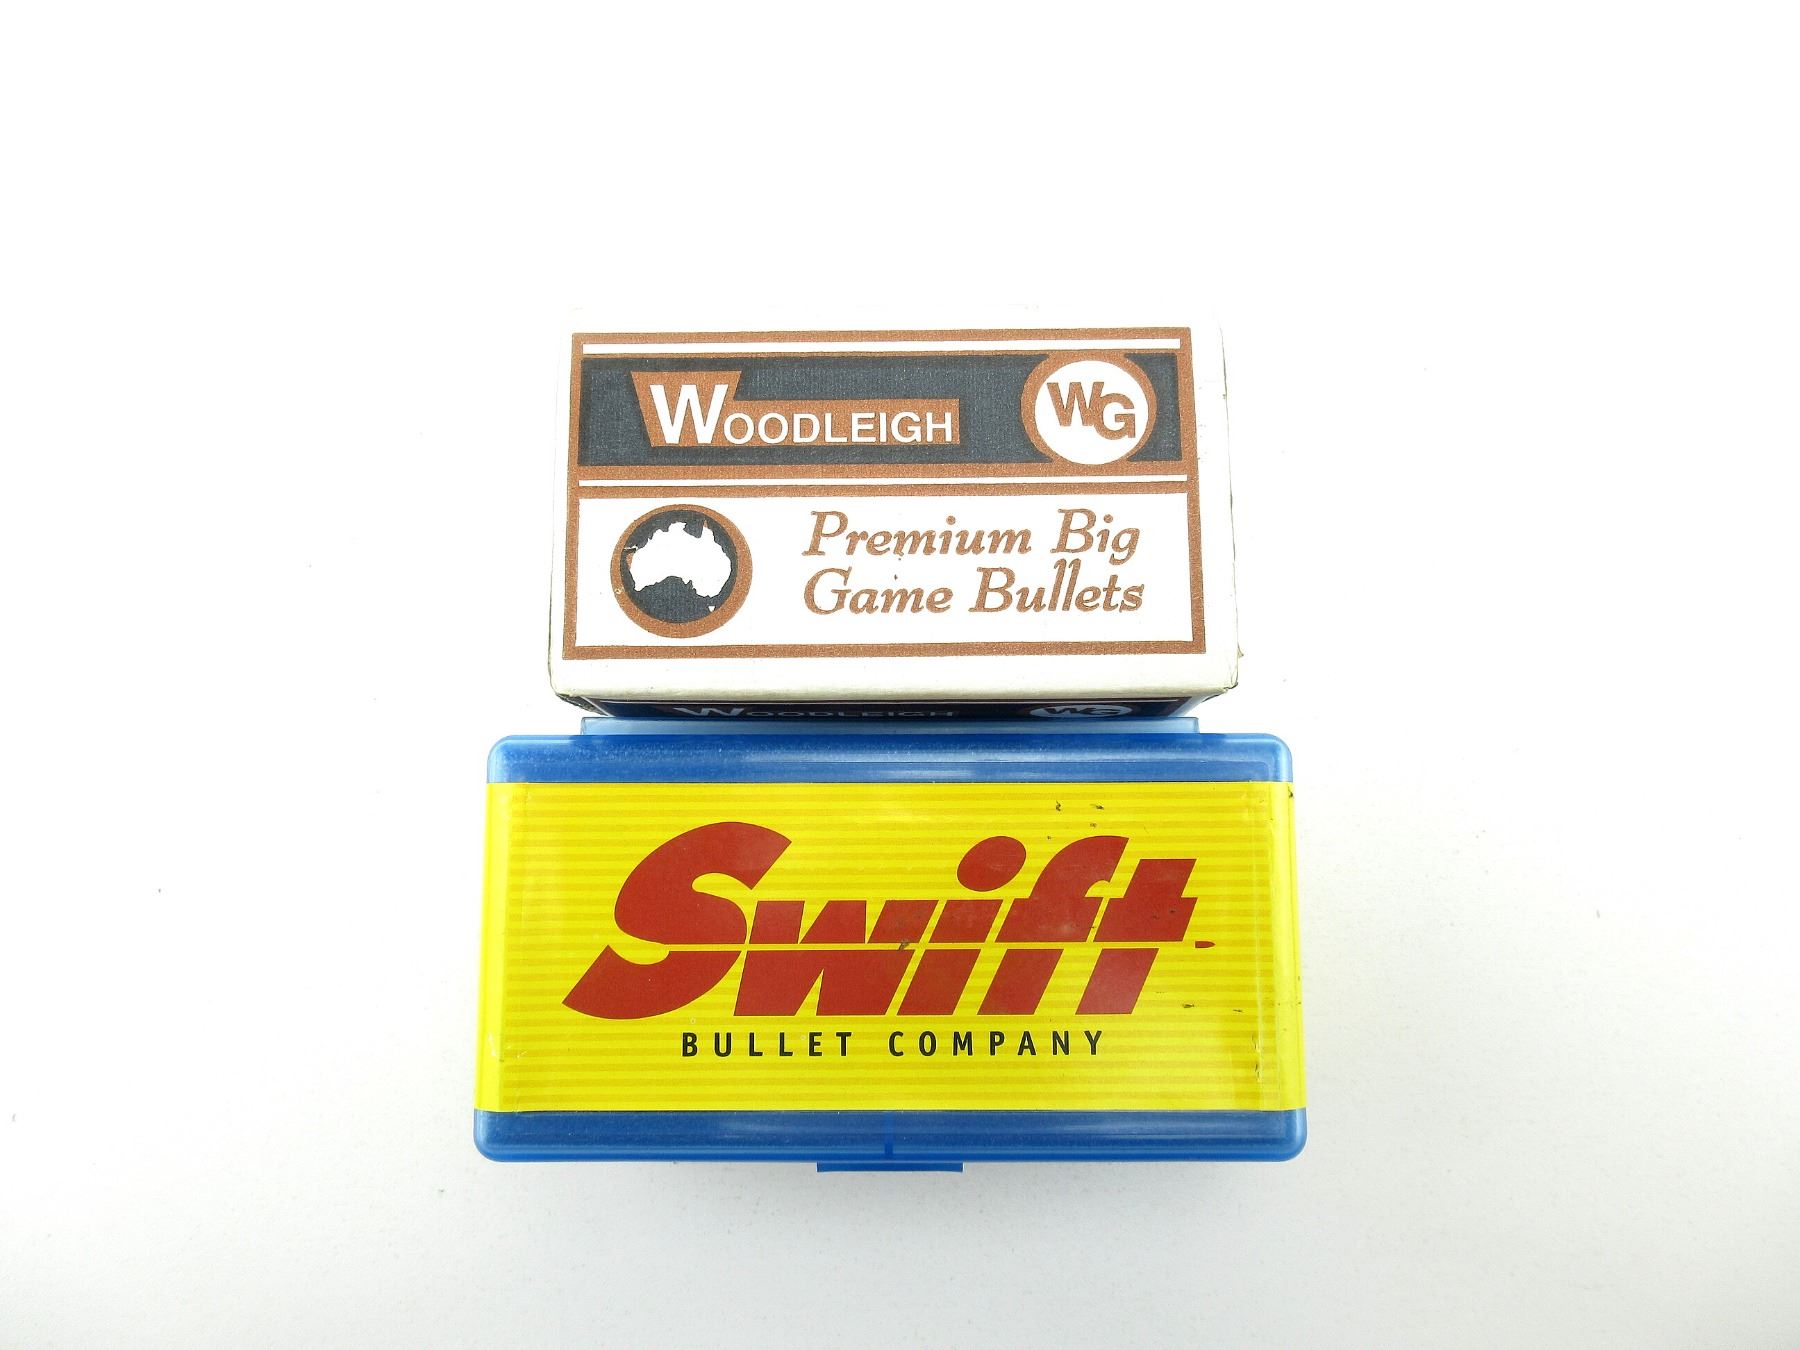 WOODLEIGH
WG
Premium Big
Game Bullets
WOODLEIGH WG
Swift
BULLET COMPANY